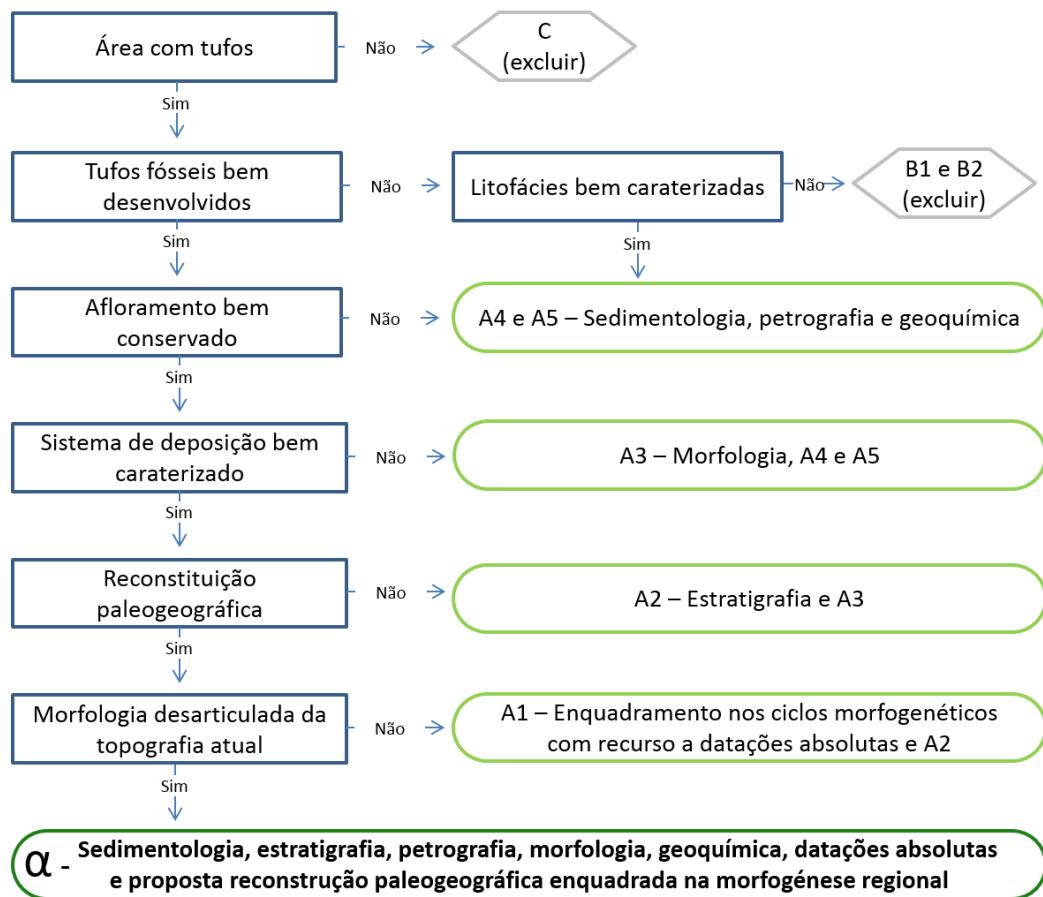 Área com tufos
Não
C
(excluir)
Sim
Tufos fósseis bem
desenvolvidos
Não
Litofácies bem caraterizadas
Não
B1 e B2
(excluir)
Sim
Sim
Afloramento bem
conservado
Não
A4 e A5 – Sedimentologia, petrografia e geoquímica
Sim
Sistema de deposição bem
caraterizado
Não
A3 – Morfologia, A4 e A5
Sim
Reconstituição
paleogeográfica
Não
A2 – Estratigrafia e A3
Sim
Morfologia desarticulada da
topografia atual
Não
A1 – Enquadramento nos ciclos morfogenéticos
com recurso a datações absolutas e A2
Sim
α - Sedimentologia, estratigrafia, petrografia, morfologia, geoquímica, datações absolutas
e proposta reconstrução paleogeográfica enquadrada na morfogénese regional